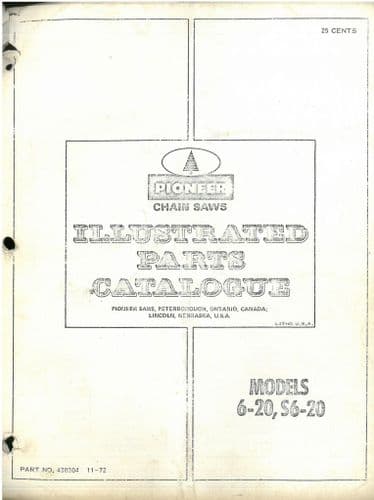 25 CENTS
PIONEER
CHAIN SAWS
ILLUSTRATED
PARTS
CATALOGUE
PIONEER SAWS, PETERBOROUGH, ONTARIO, CANADA;
LINCOLN, NEBRASKA, U.S.A.
LITHO U.S.A.
MODELS
6-20, S6-20
PART NO. 438304 11-72